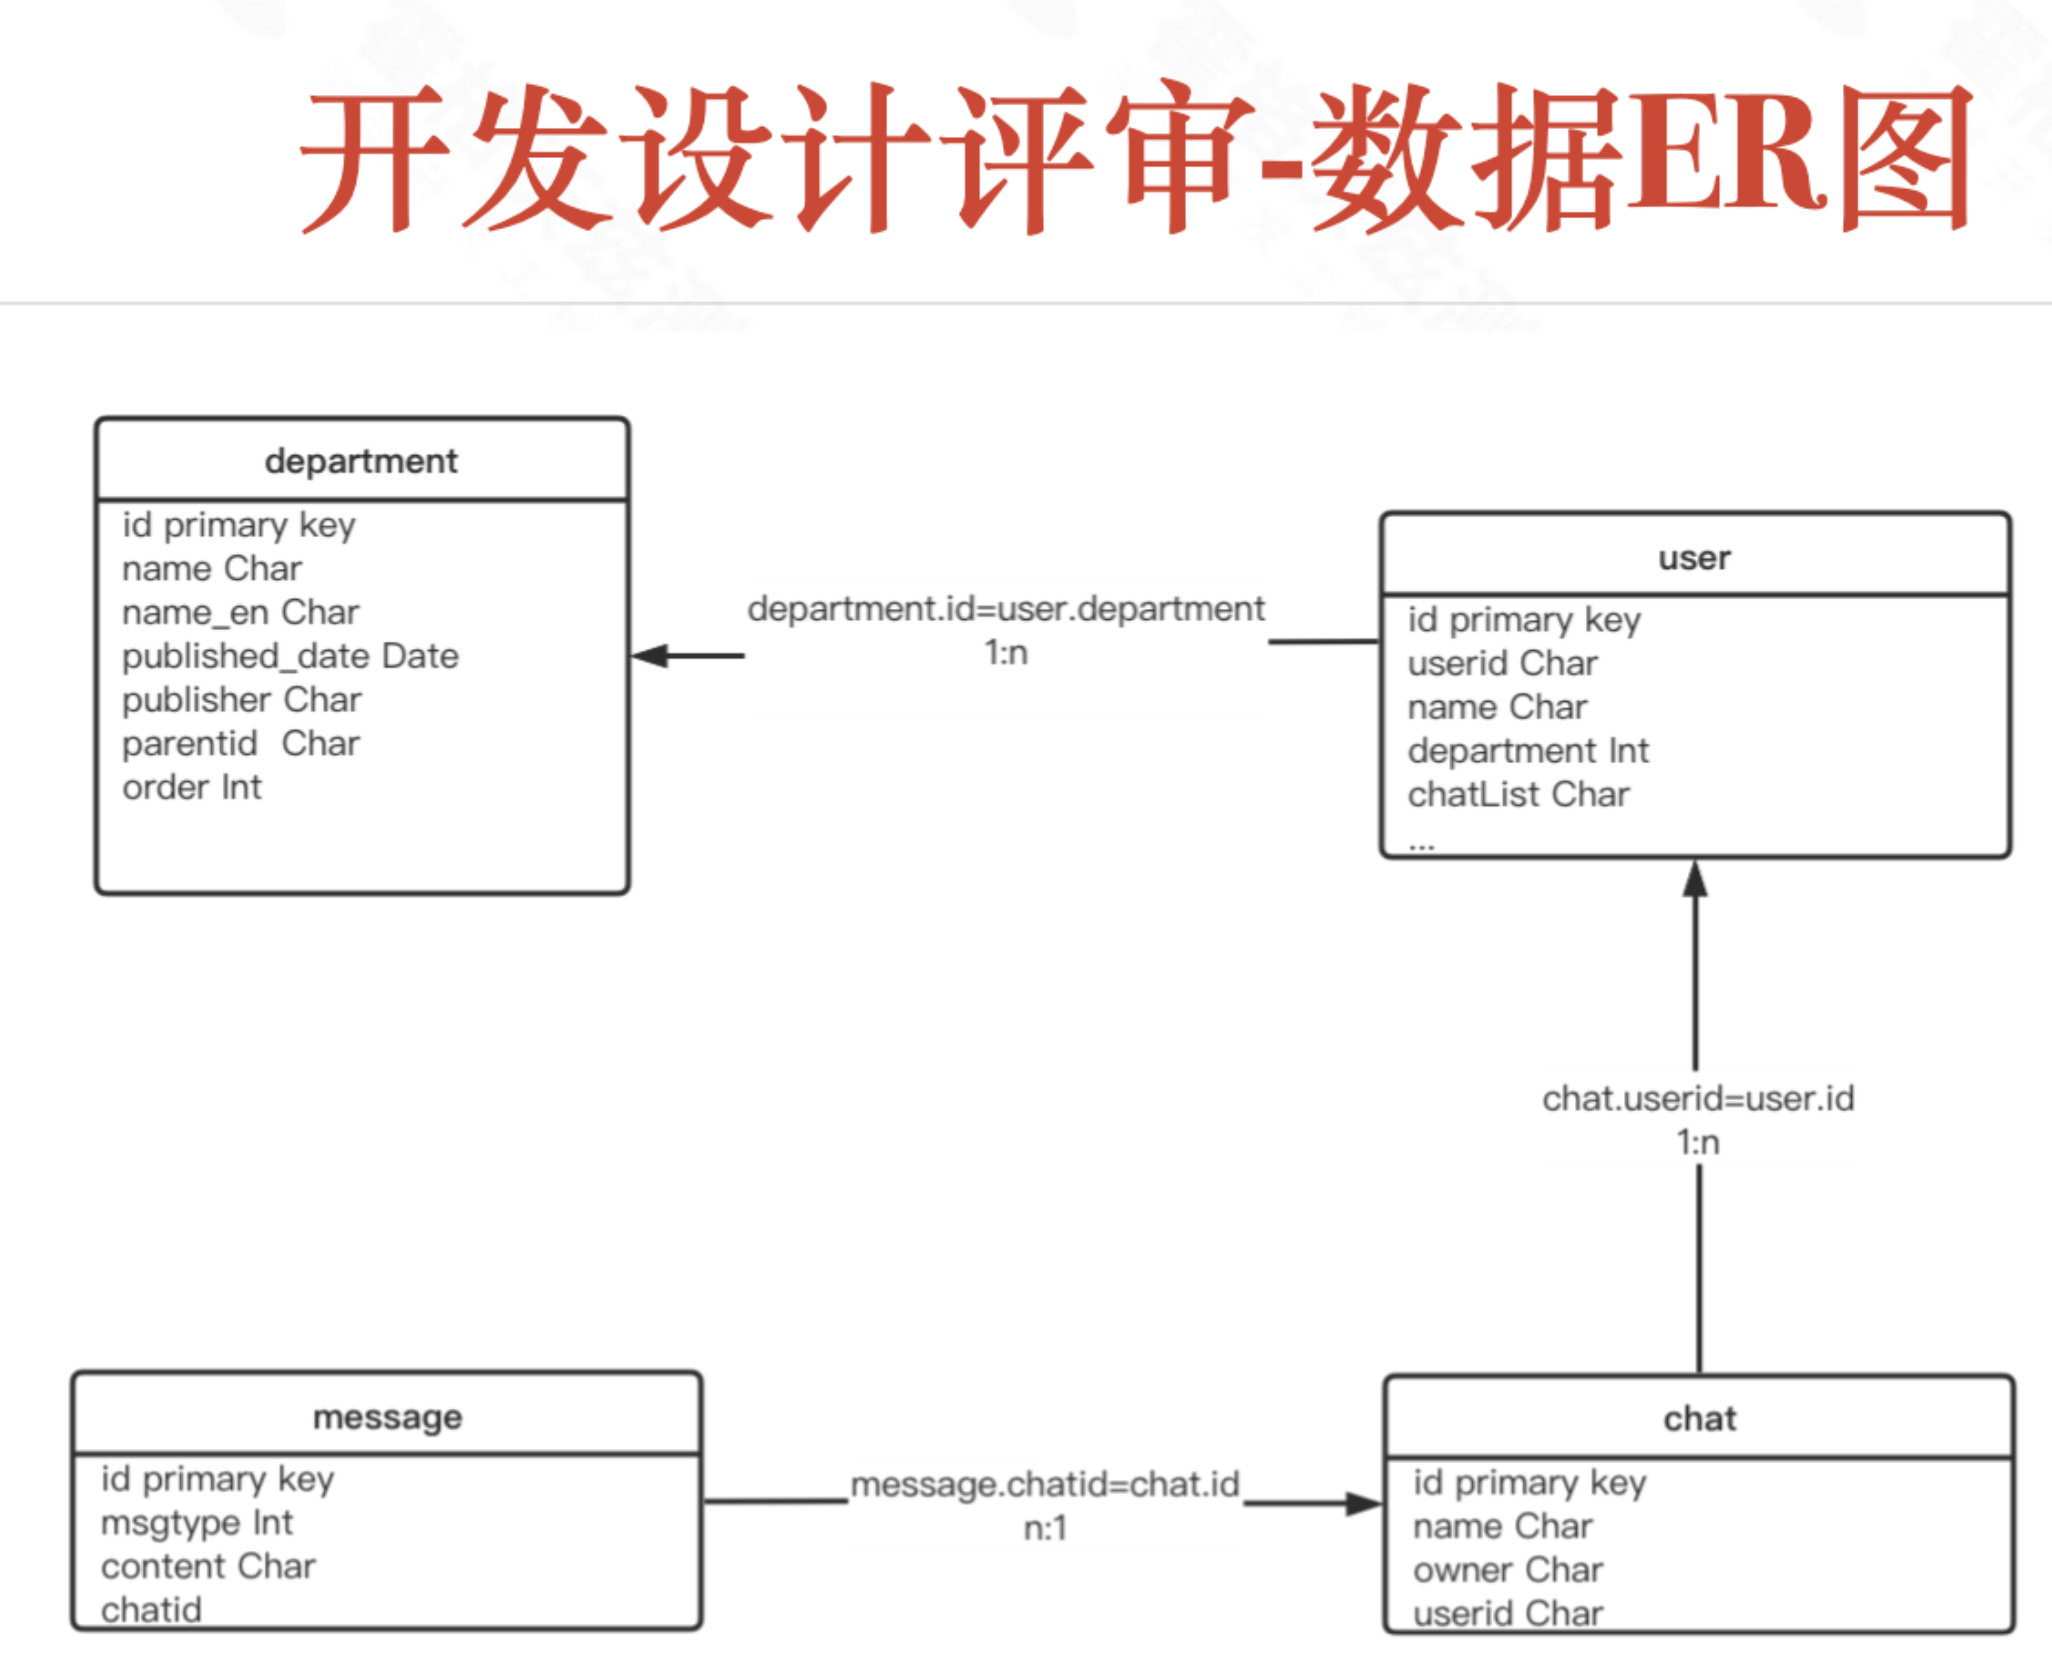 开发设计评审-数据ER图
department
id primary key
name Char
name_en Char
published_date Date
publisher Char
parentid  Char
order Int
department.id=user.department
1:n
user
id primary key
userid Char
name Char
department Int
chatList Char
...
chat.userid=user.id
1:n
message
id primary key
msgtype Int
content Char
chatid
message.chatid=chat.id
n:1
chat
id primary key
name Char
owner Char
userid Char